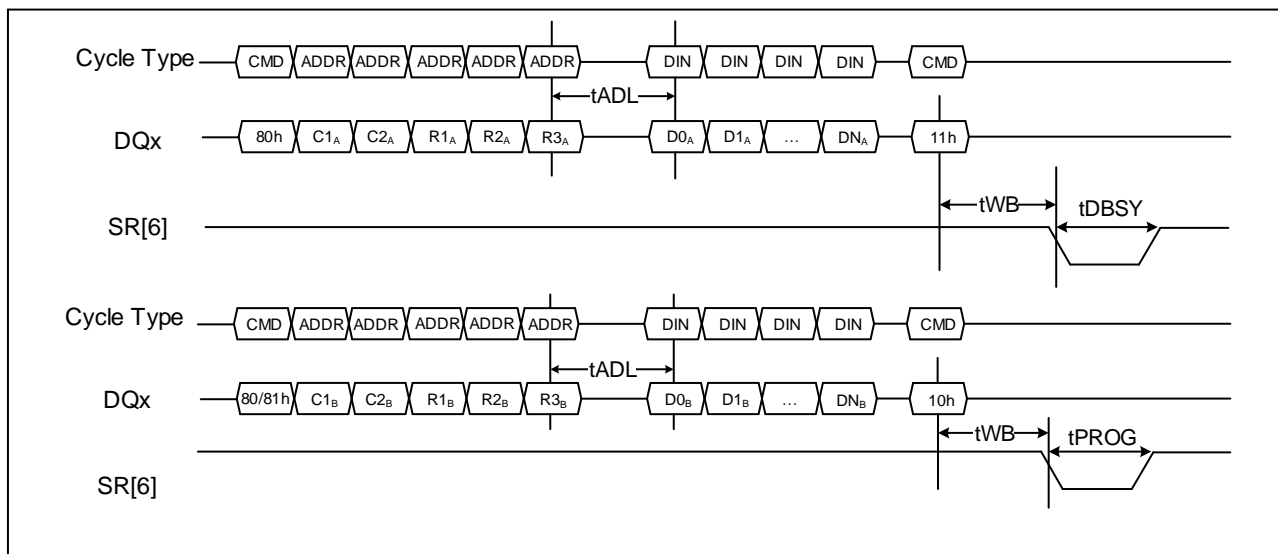 Cycle Type CMD ADDR ADDR ADDR ADDR ADDR DIN DIN DIN DIN CMD
tADL
DQx 80h C1A C2A R1A R2A R3A D0A D1A … DNA 11h
tWB tDBSY
SR[6]
Cycle Type CMD ADDR ADDR ADDR ADDR ADDR DIN DIN DIN DIN CMD
tADL
DQx 80/81h C1B C2B R1B R2B R3B D0B D1B … DNB 10h
tWB tPROG
SR[6]